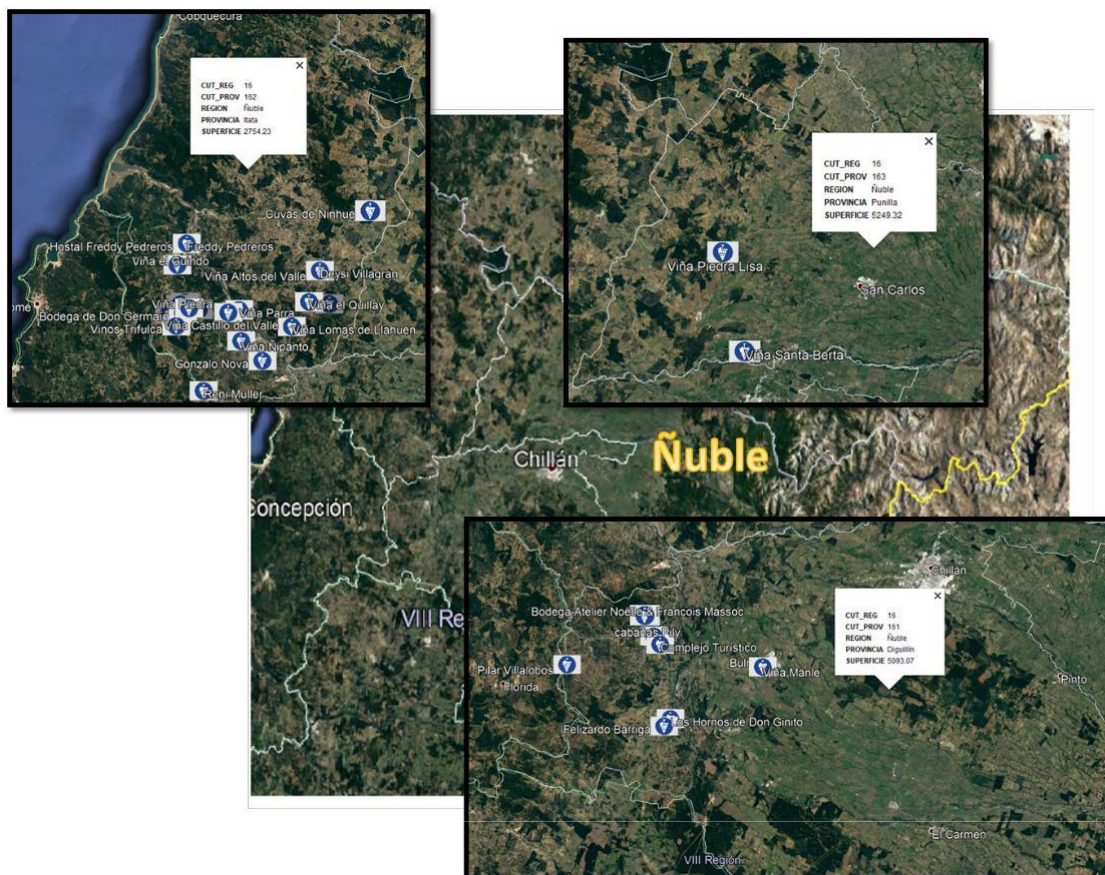 Cobquecura
×
CUT_REG 16
CUT_PROV 162
REGION Ñuble
PROVINCIA Itata
SUPERFICIE 2754.23
Cuvas de Ninhue
Hostal Freddy Pedreros
Freddy Pedreros
Viña el Guindo
Viña Altos del Valle
Deysi Villagran
Viña Piedra
Viña el Quillay
Bodega de Don Germain
Viña Parra
Vinos Trifulca
Viña Castillo del Valle
Viña Lomas de Llahuen
Viña Nipanto
Gonzalo Nova
Reni Muller
ome
×
CUT_REG 16
CUT_PROV 163
REGION Ñuble
PROVINCIA Punilla
SUPERFICIE 5249.32
Viña Piedra Lisa
San Carlos
Viña Santa Berta
Chillán
Ñuble
Concepción
VIII Re
Chillán
×
CUT_REG 16
CUT_PROV 161
REGION Ñuble
PROVINCIA Diguillín
SUPERFICIE 5093.07
Bodega Atelier Noelle & Francois Massoc
cabañas Lily
Complejo Turístico
Bulr
Viña Manle
Pilar Villalobos
Florida
Pinto
Los Hornos de Don Ginito
Felizardo Barriga
El Carmen
VIII Región